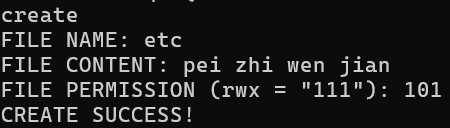 create
FILE NAME: etc
FILE CONTENT: pei zhi wen jian
FILE PERMISSION (rwx = "111"): 101
CREATE SUCCESS!